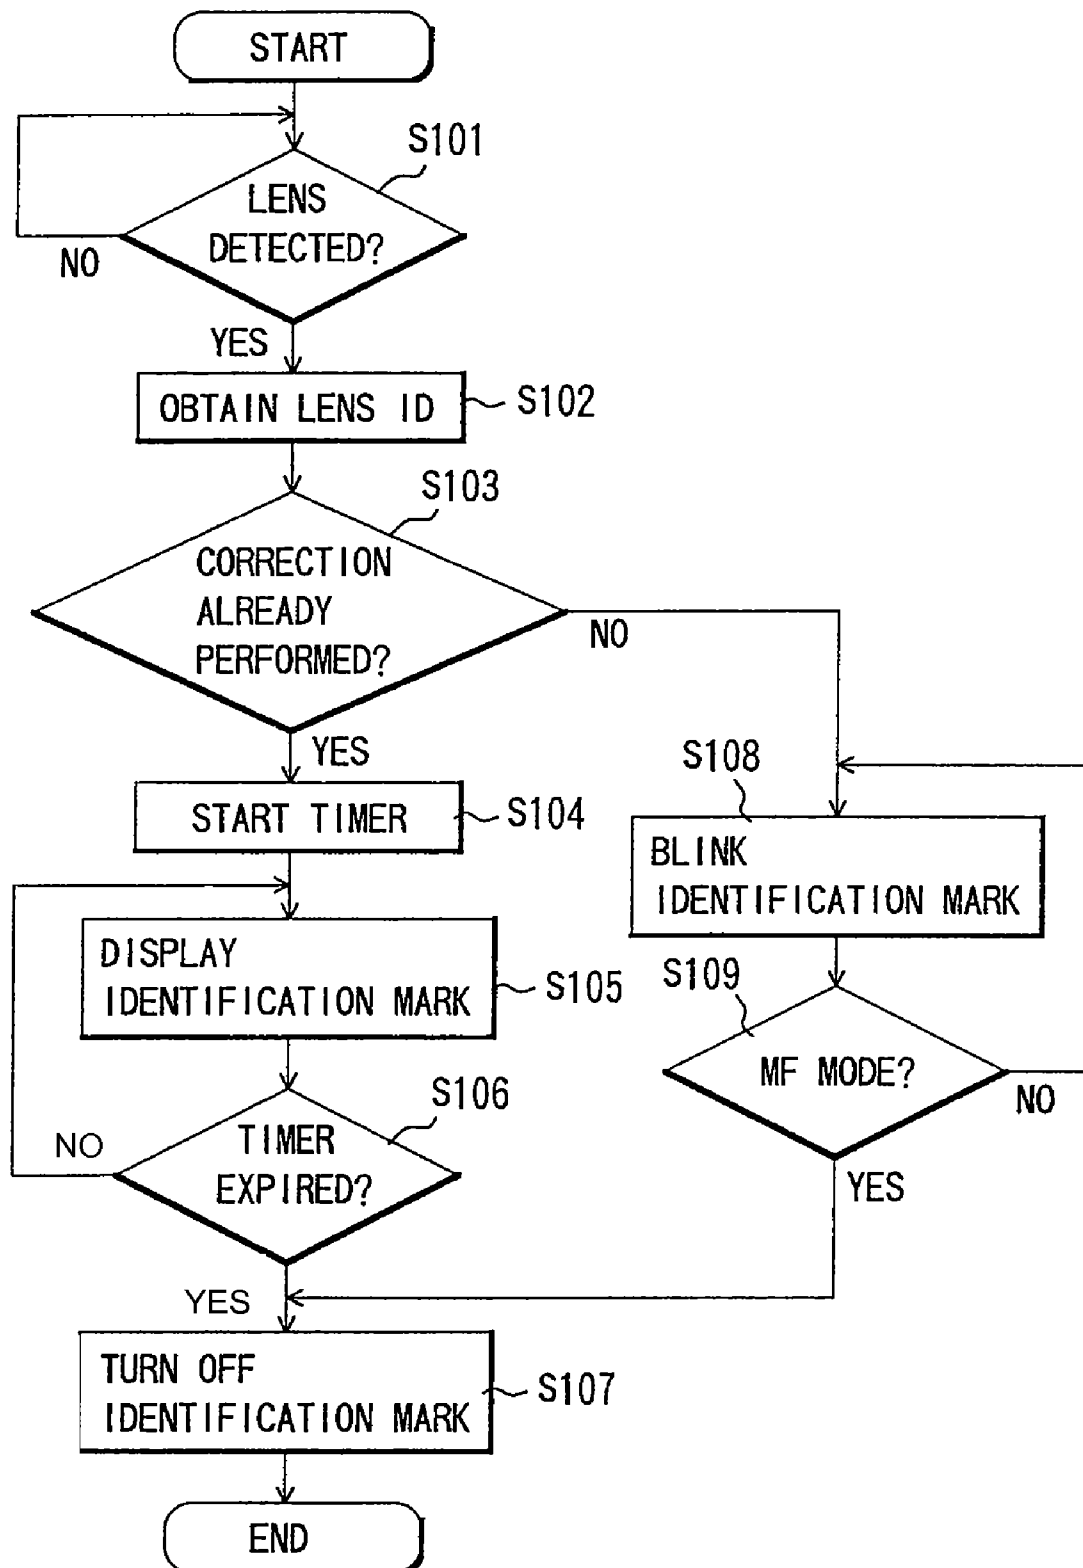 START
S101
LENS
DETECTED?
NO
YES
OBTAIN LENS ID
S102
S103
CORRECTION
ALREADY
PERFORMED?
NO
YES
START TIMER
S104
S108
BLINK
IDENTIFICATION MARK
DISPLAY
IDENTIFICATION MARK
S105
S109
MF MODE?
NO
YES
S106
TIMER
EXPIRED?
NO
YES
TURN OFF
IDENTIFICATION MARK
S107
END